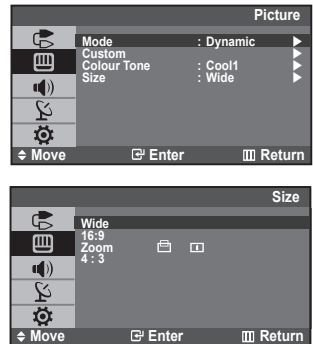 Picture
Mode : Dynamic
Custom
Colour Tone : Cool1
Size : Wide
Move Enter Return
Size
Wide
16:9
Zoom
4 : 3
Move Enter Return